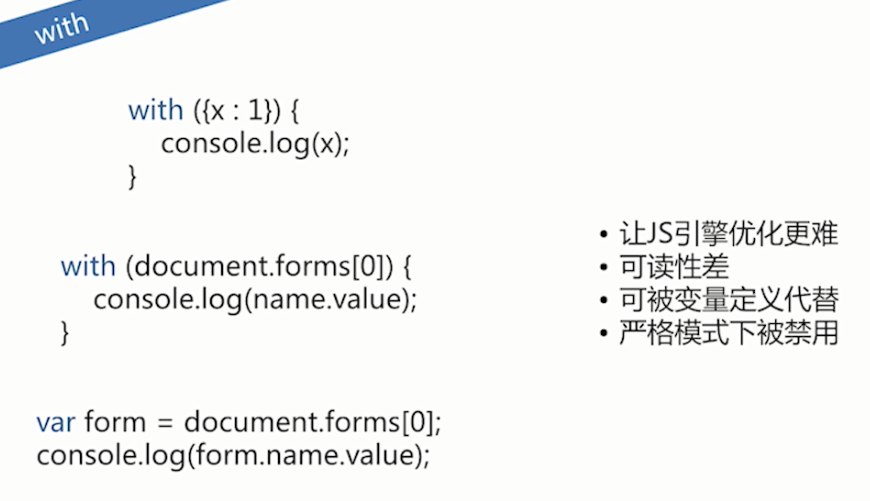 with
with ({x : 1}) {
console.log(x);
}
with (document.forms[0]) {
console.log(name.value);
}
var form = document.forms[0];
console.log(form.name.value);
• 让JS引擎优化更难
• 可读性差
• 可被变量定义代替
• 严格模式下被禁用